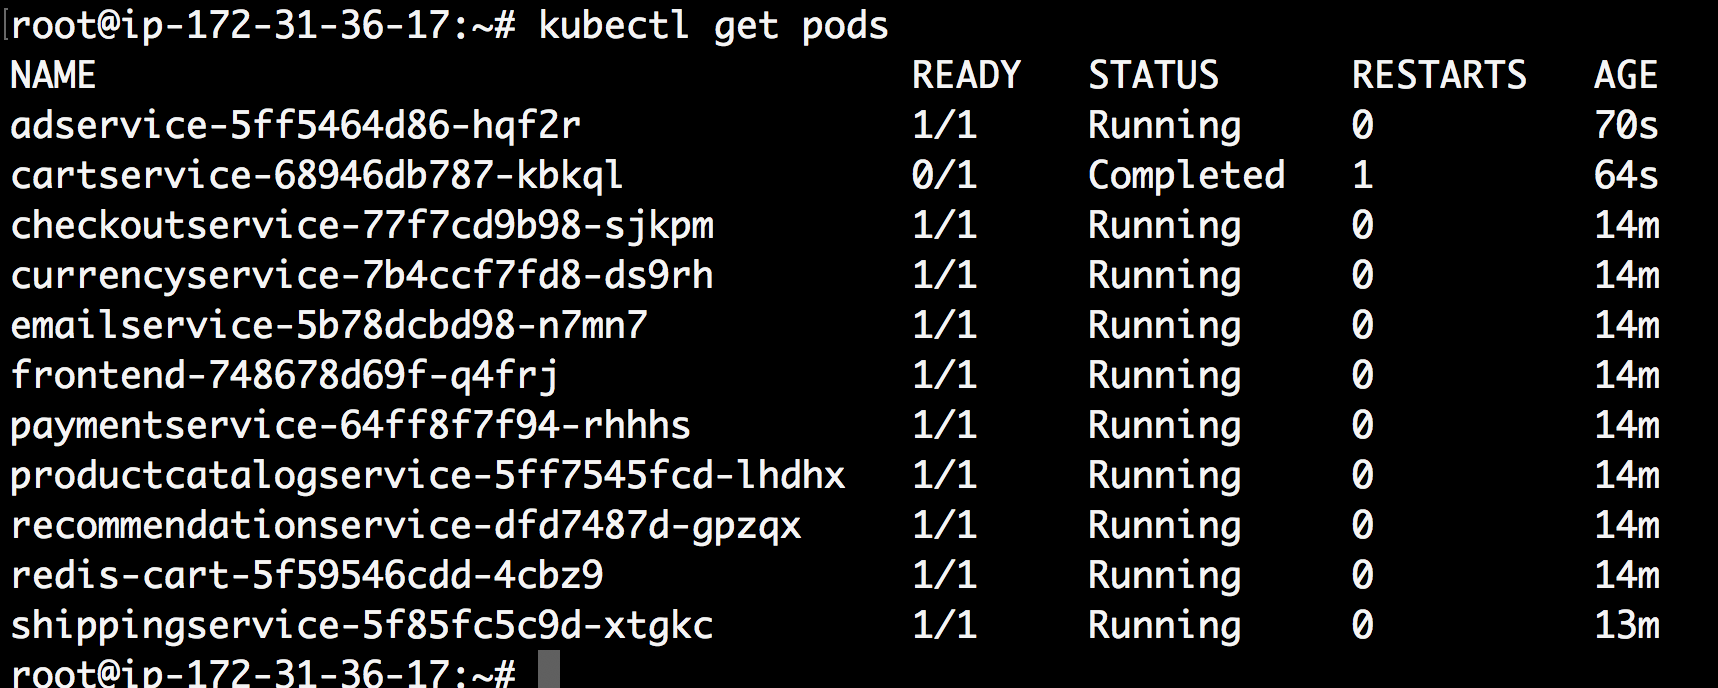 root@ip-172-31-36-17:~# kubectl get pods
NAME READY STATUS RESTARTS AGE
adservice-5ff5464d86-hqf2r 1/1 Running 0 70s
cartservice-68946db787-kbkql 0/1 Completed 1 64s
checkoutservice-77f7cd9b98-sjkpm 1/1 Running 0 14m
currencyservice-7b4ccf7fd8-ds9rh 1/1 Running 0 14m
emailservice-5b78dcbd98-n7mn7 1/1 Running 0 14m
frontend-748678d69f-q4frj 1/1 Running 0 14m
paymentservice-64ff8f7f94-rhhhs 1/1 Running 0 14m
productcatalogservice-5ff7545fcd-lhdhx 1/1 Running 0 14m
recommendationservice-dfd7487d-gpzqx 1/1 Running 0 14m
redis-cart-5f59546cdd-4cbz9 1/1 Running 0 14m
shippingservice-5f85fc5c9d-xtgkc 1/1 Running 0 13m
root@ip-172-31-36-17:~#